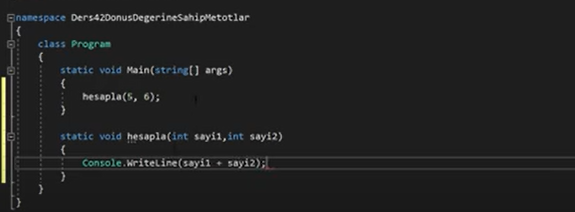 namespace Ders42DonusDegerineSahipMetotlar
{
class Program
{
static void Main(string[] args)
{
hesapla(5, 6);
}
static void hesapla(int sayi1,int sayi2)
{
Console.WriteLine(sayi1 + sayi2);
}
}
}